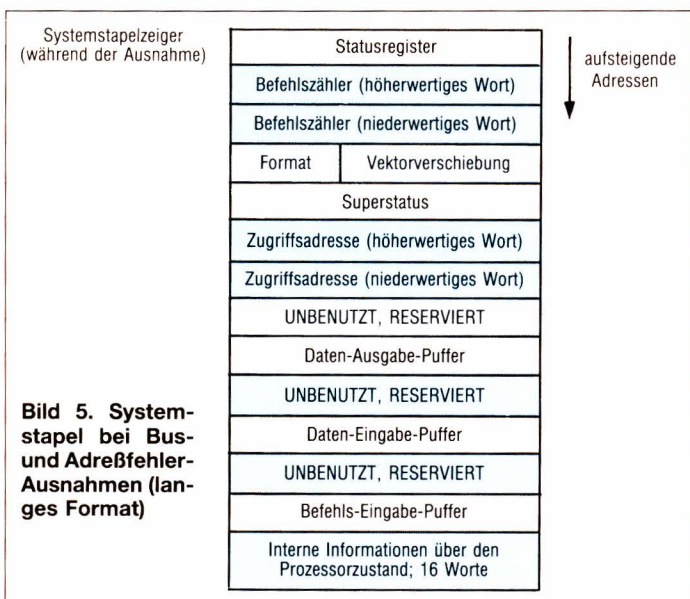 Systemstapelzeiger
(während der Ausnahme)
Statusregister
aufsteigende
Adressen
Befehlszähler (höherwertiges Wort)
Befehlszähler (niederwertiges Wort)
Format
Vektorverschiebung
Superstatus
Zugriffsadresse (höherwertiges Wort)
Zugriffsadresse (niederwertiges Wort)
UNBENUTZT, RESERVIERT
Daten-Ausgabe-Puffer
UNBENUTZT, RESERVIERT
Daten-Eingabe-Puffer
UNBENUTZT, RESERVIERT
Befehls-Eingabe-Puffer
Interne Informationen über den
Prozessorzustand; 16 Worte
Bild 5. System-
stapel bei Bus-
und Adreßfehler-
Ausnahmen (lan-
ges Format)